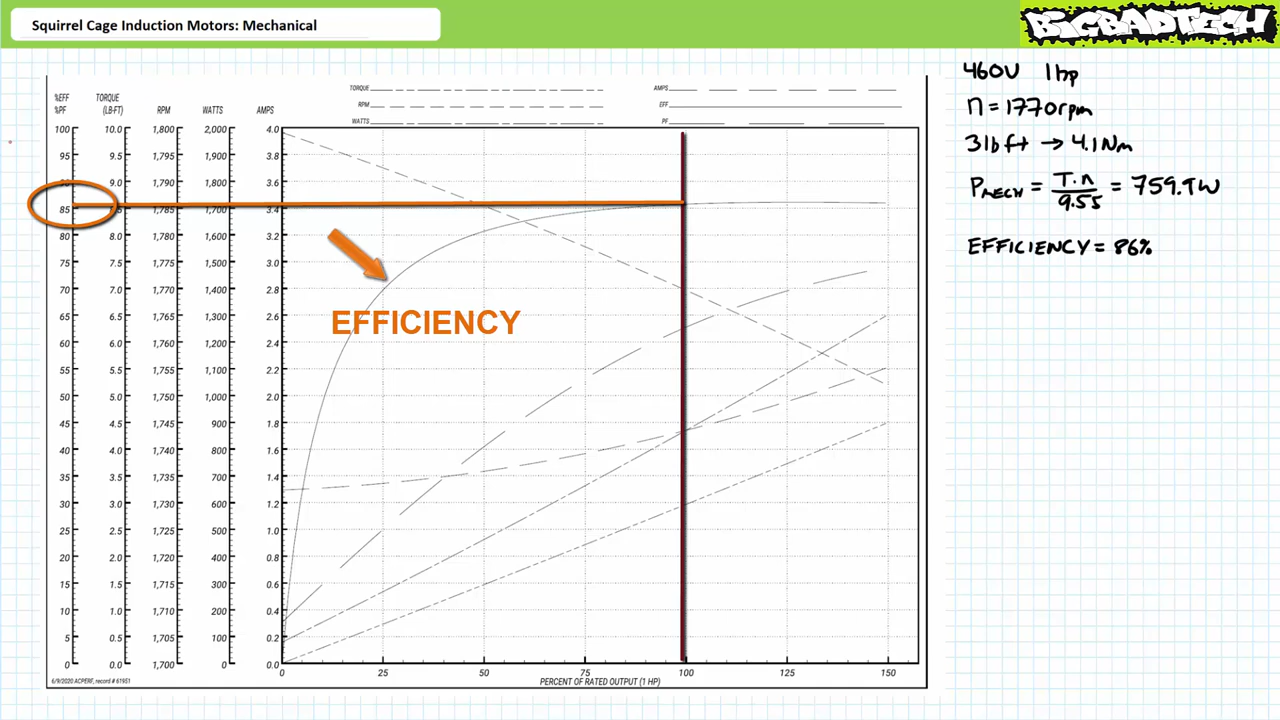 Squirrel Cage Induction Motors: Mechanical
BIGBADTECH
460V 1hp
n = 1770rpm
3lbft → 4.1Nm
PMECH = T·n / 9.55 = 759.TW
EFFICIENCY = 86%
TORQUE
RPM
WATTS
AMPS
EFF
PF
%EFF
%PF
TORQUE
(LB-FT)
RPM
WATTS
AMPS
100 10.0 1,800 2,000 4.0
95 9.5 1,795 1,900 3.8
9.0 1,790 1,800 3.6
85 1,785 1,700 3.4
80 8.0 1,780 1,600 3.2
75 7.5 1,775 1,500 3.0
70 7.0 1,770 1,400 2.8
65 6.5 1,765 1,300 2.6
60 6.0 1,760 1,200 2.4
55 5.5 1,755 1,100 2.2
50 5.0 1,750 1,000 2.0
45 4.5 1,745 900 1.8
40 4.0 1,740 800 1.6
35 3.5 1,735 700 1.4
30 3.0 1,730 600 1.2
25 2.5 1,725 500 1.0
20 2.0 1,720 400 0.8
15 1.5 1,715 300 0.6
10 1.0 1,710 200 0.4
5 0.5 1,705 100 0.2
0 0.0 1,700 0 0.0
EFFICIENCY
0 25 50 75 100 125 150
PERCENT OF RATED OUTPUT (1 HP)
6/9/2020 ACPERF, record # 61951